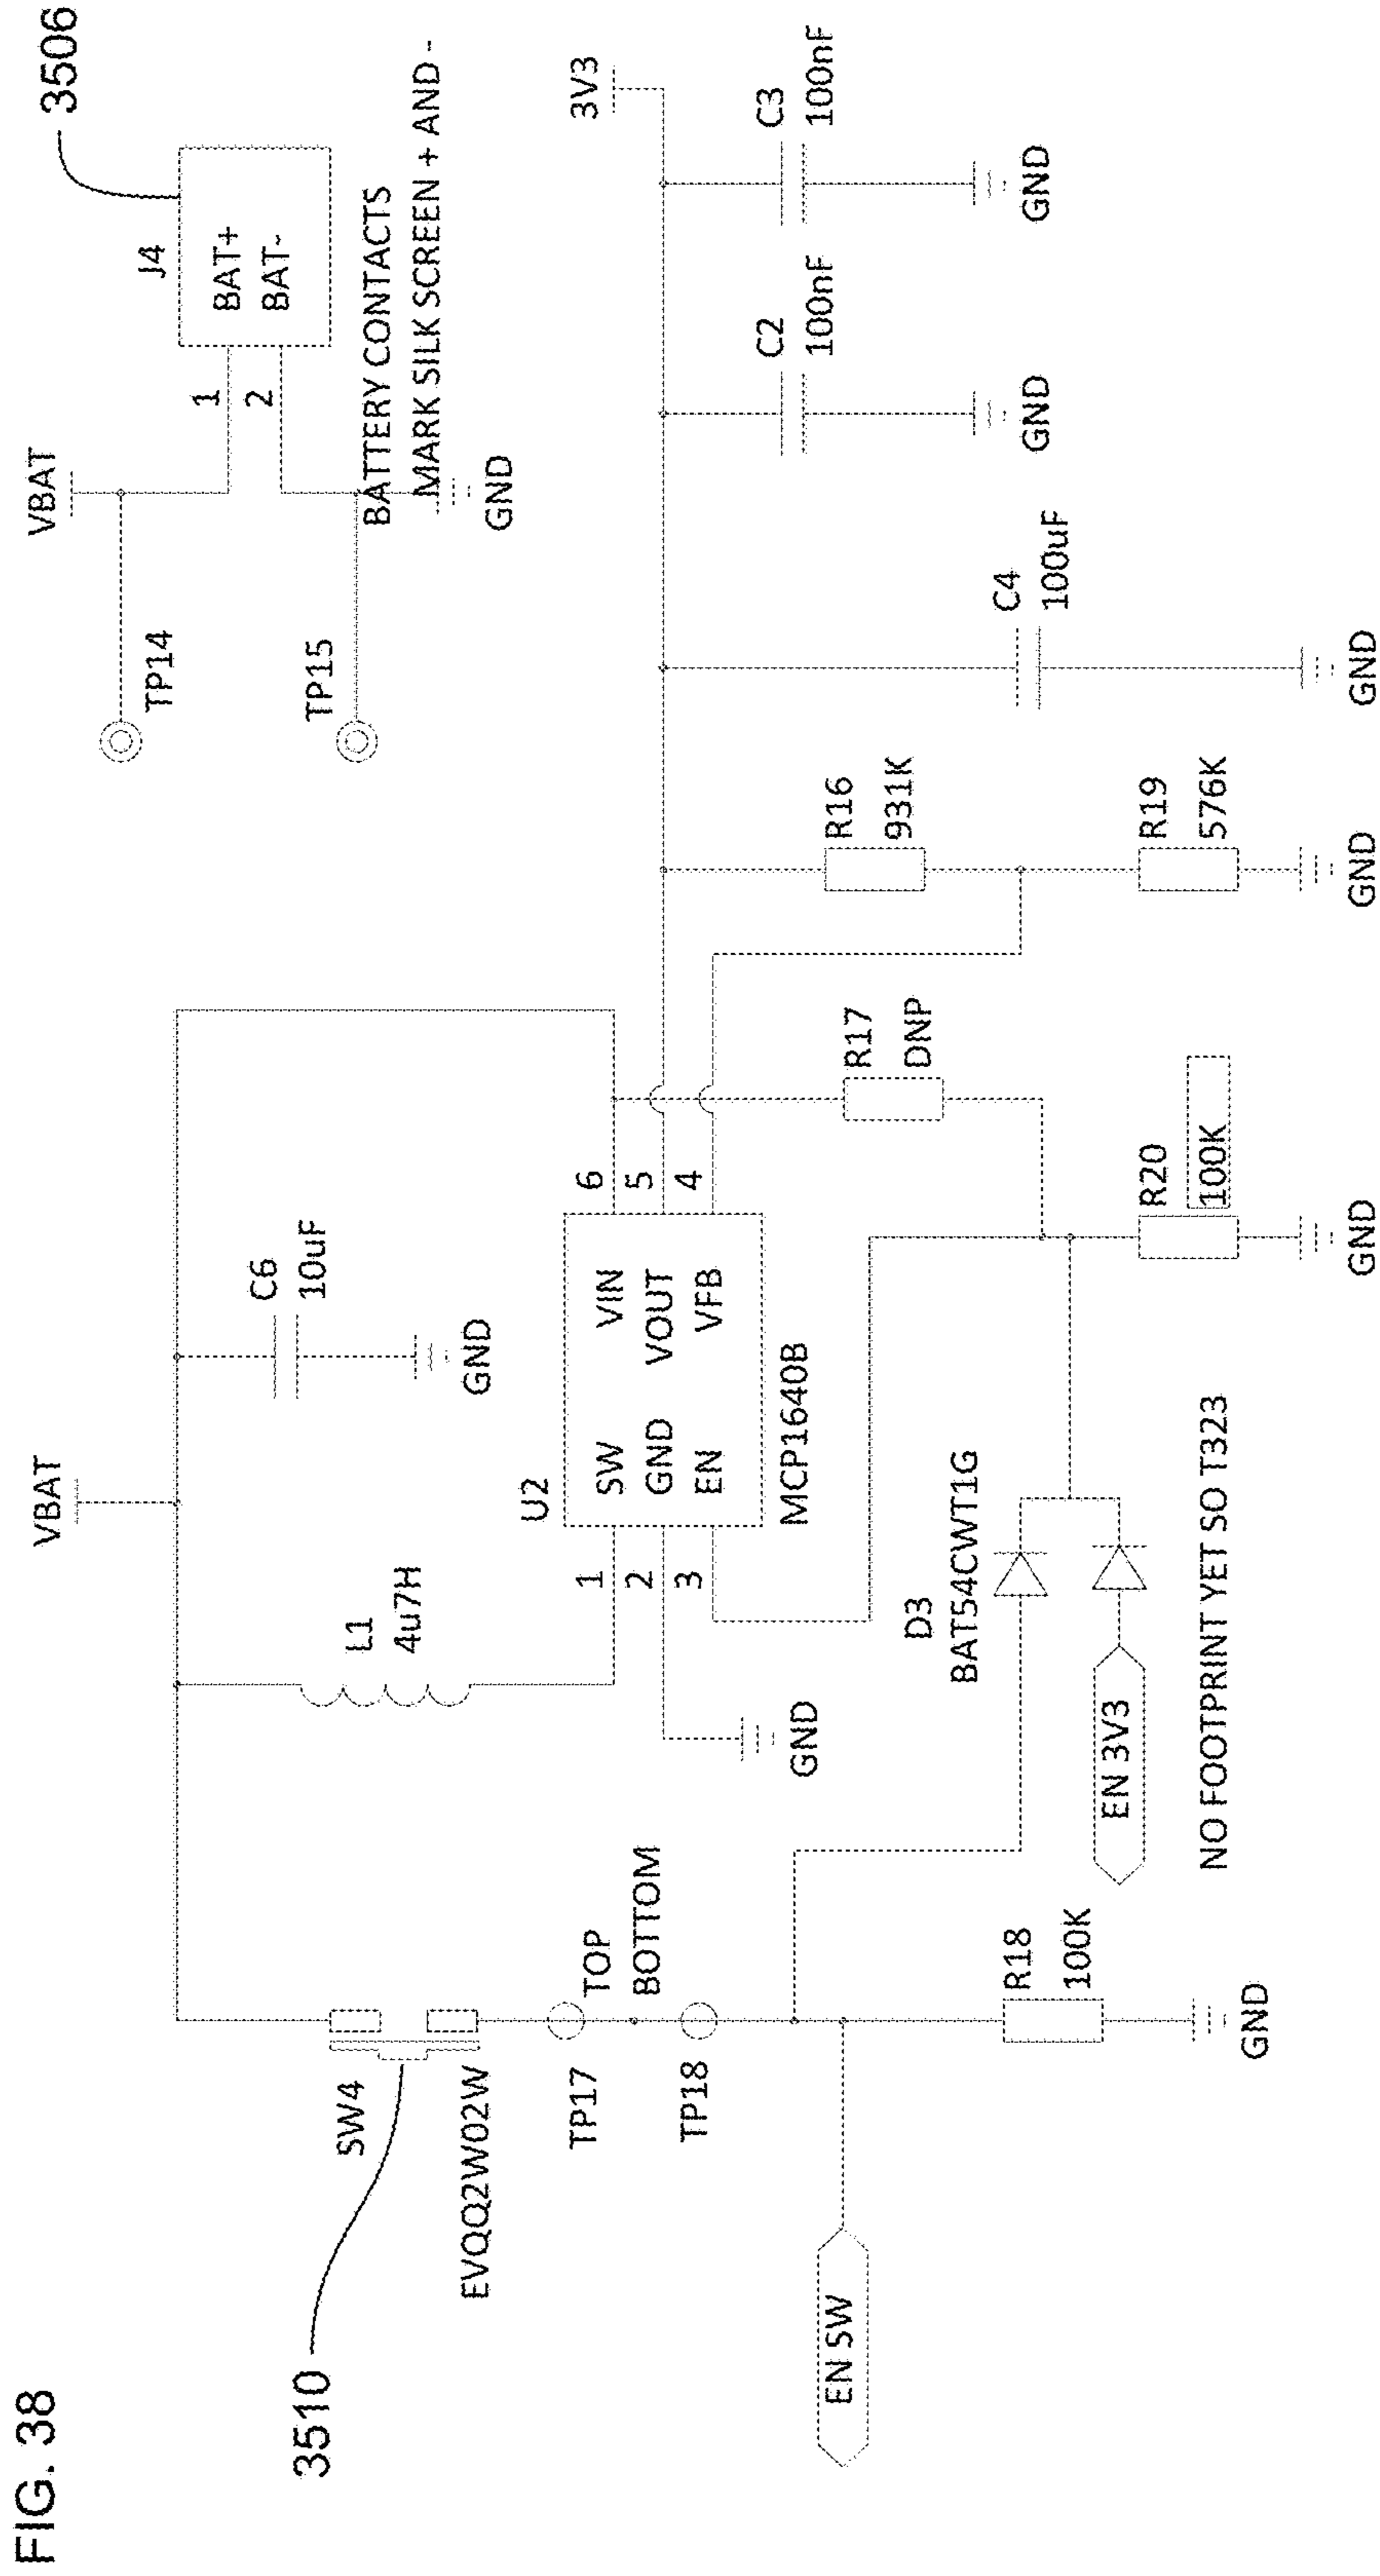 FIG. 38
3510
SW4
EVQQ2W02W
TP17
TOP
BOTTOM
TP18
EN SW
R18
100K
GND
VBAT
L1
4u7H
C6
10uF
GND
U2
SW
GND
EN
VIN
VOUT
VFB
1
2
3
6
5
4
MCP1640B
GND
D3
BAT54CWT1G
EN 3V3
NO FOOTPRINT YET SO T323
R17
DNP
R20
100K
GND
R16
931K
R19
576K
GND
C4
100uF
GND
C2
100nF
GND
C3
100nF
GND
3V3
VBAT
TP14
TP15
1
2
J4
BAT+
BAT-
3506
BATTERY CONTACTS
MARK SILK SCREEN + AND -
GND